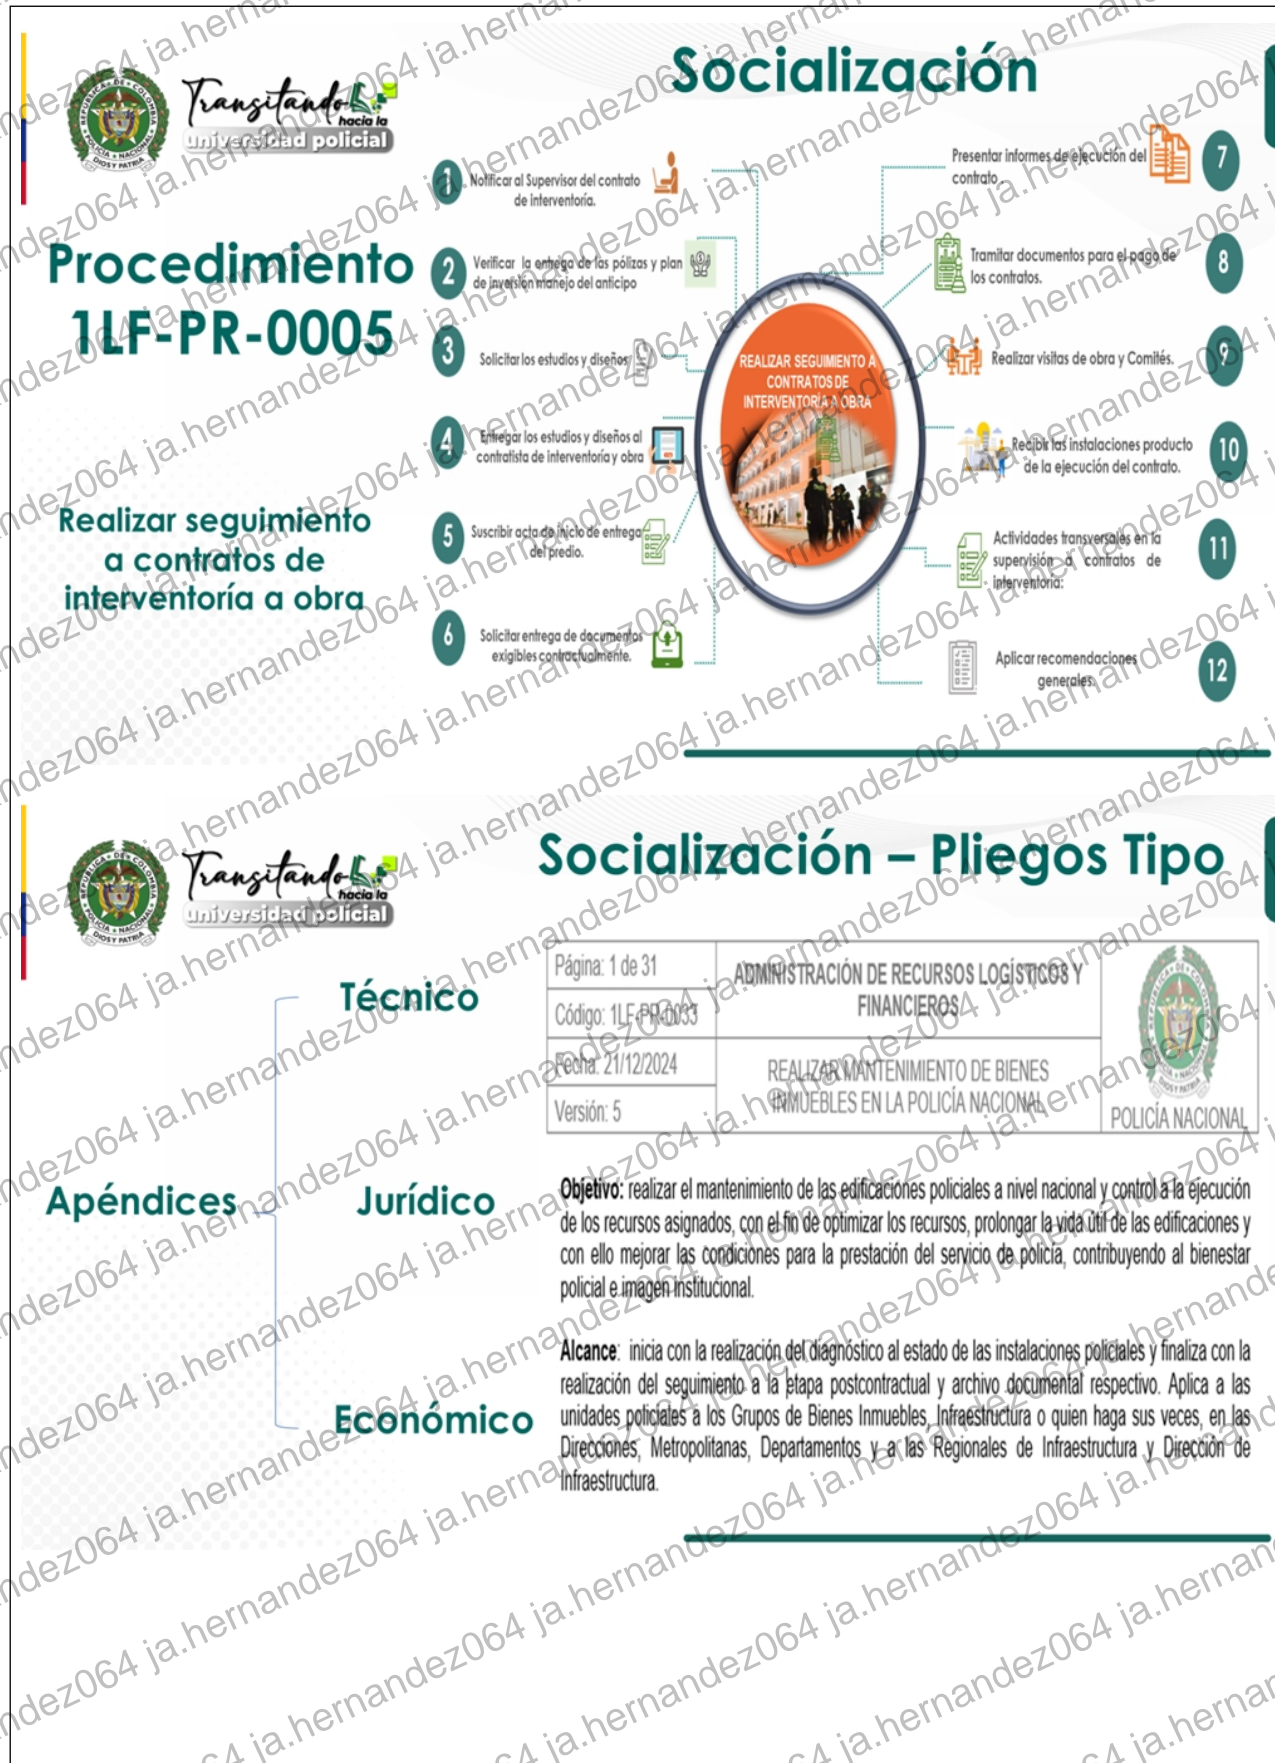 Transitando
hacia la
universidad policial
Socialización
Procedimiento
1LF-PR-0005
Realizar seguimiento
a contratos de
interventoría a obra
1
Notificar al Supervisor del contrato
de interventoría.
2
Verificar la entrega de las pólizas y plan
de inversión manejo del anticipo
3
Solicitar los estudios y diseños
4
Entregar los estudios y diseños al
contratista de interventoría y obra
5
Suscribir acta de inicio de entrega
del predio.
6
Solicitar entrega de documentos
exigibles contractualmente.
REALIZAR SEGUIMIENTO A
CONTRATOS DE
INTERVENTORÍA A OBRA
Presentar informes de ejecución del
contrato .
7
Tramitar documentos para el pago de
los contratos.
8
Realizar visitas de obra y Comités.
9
Recibir las instalaciones producto
de la ejecución del contrato.
10
Actividades transversales en la
supervisión a contratos de
interventoría:
11
Aplicar recomendaciones
generales.
12
Transitando
hacia la
universidad policial
Socialización – Pliegos Tipo
Apéndices
Técnico
Jurídico
Económico
Página: 1 de 31
Código: 1LF-PR-0033
Fecha: 21/12/2024
Versión: 5
ADMINISTRACIÓN DE RECURSOS LOGÍSTICOS Y
FINANCIEROS
REALIZAR MANTENIMIENTO DE BIENES
INMUEBLES EN LA POLICÍA NACIONAL
POLICÍA NACIONAL
Objetivo: realizar el mantenimiento de las edificaciones policiales a nivel nacional y control a la ejecución
de los recursos asignados, con el fin de optimizar los recursos, prolongar la vida útil de las edificaciones y
con ello mejorar las condiciones para la prestación del servicio de policía, contribuyendo al bienestar
policial e imagen institucional.
Alcance: inicia con la realización del diagnóstico al estado de las instalaciones policiales y finaliza con la
realización del seguimiento a la etapa postcontractual y archivo documental respectivo. Aplica a las
unidades policiales a los Grupos de Bienes Inmuebles, Infraestructura o quien haga sus veces, en las
Direcciones, Metropolitanas, Departamentos y a las Regionales de Infraestructura y Dirección de
Infraestructura.
ja.hernandez064 ja.hernandez064 ja.hernandez064